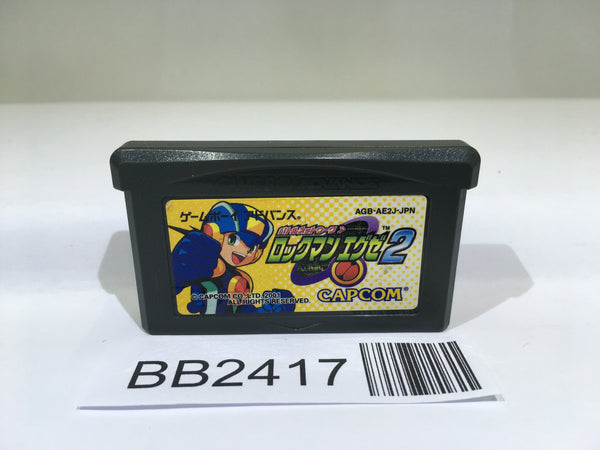 ゲームボーイアドバンス®
AGB-AE2J-JPN
バトルネットワーク
ロックマン エグゼ2™
© CAPCOM CO., LTD. 2001
ALL RIGHTS RESERVED.
CAPCOM®
BB2417